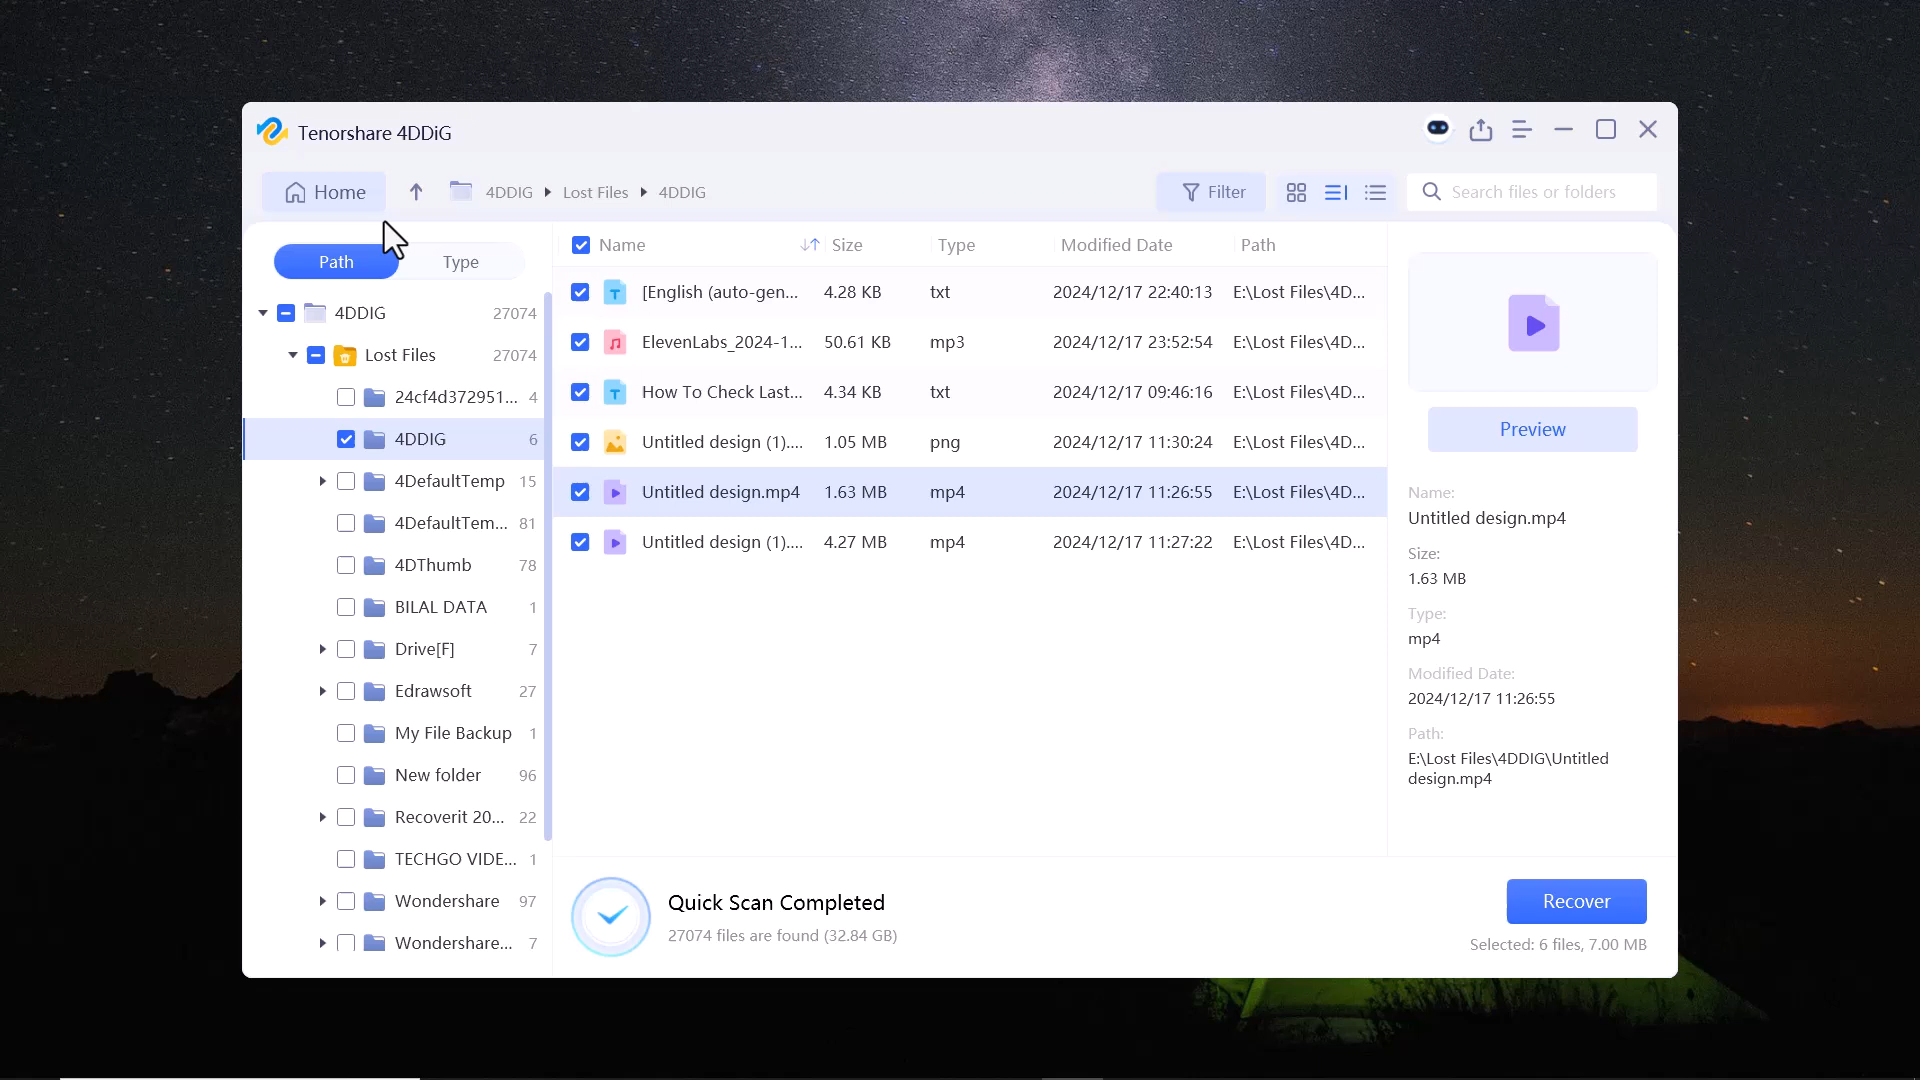 Tenorshare 4DDiG
Home
4DDIG
Lost Files
4DDIG
Filter
Search files or folders
Path
Type
4DDIG 27074
Lost Files 27074
24cf4d372951... 4
4DDIG 6
4DefaultTemp 15
4DefaultTem... 81
4DThumb 78
BILAL DATA 1
Drive[F] 7
Edrawsoft 27
My File Backup 1
New folder 96
Recoverit 20... 22
TECHGO VIDE... 1
Wondershare 97
Wondershare... 7
Name Size Type Modified Date Path
[English (auto-gen... 4.28 KB txt 2024/12/17 22:40:13 E:\Lost Files\4D...
ElevenLabs_2024-1... 50.61 KB mp3 2024/12/17 23:52:54 E:\Lost Files\4D...
How To Check Last... 4.34 KB txt 2024/12/17 09:46:16 E:\Lost Files\4D...
Untitled design (1).... 1.05 MB png 2024/12/17 11:30:24 E:\Lost Files\4D...
Untitled design.mp4 1.63 MB mp4 2024/12/17 11:26:55 E:\Lost Files\4D...
Untitled design (1).... 4.27 MB mp4 2024/12/17 11:27:22 E:\Lost Files\4D...
Preview
Name:
Untitled design.mp4
Size:
1.63 MB
Type:
mp4
Modified Date:
2024/12/17 11:26:55
Path:
E:\Lost Files\4DDIG\Untitled
design.mp4
Quick Scan Completed
27074 files are found (32.84 GB)
Recover
Selected: 6 files, 7.00 MB